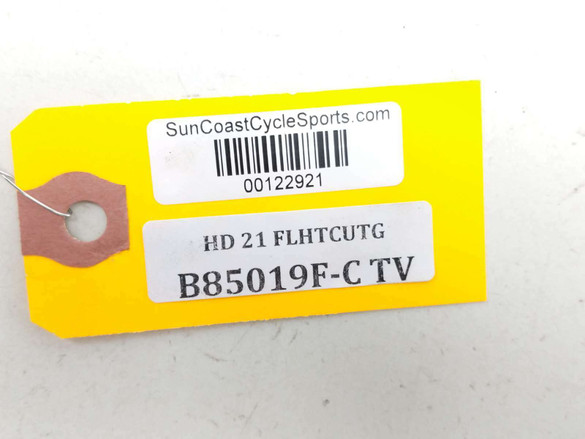 SunCoastCycleSports.com
00122921
HD 21 FLHTCUTG
B85019F-C TV